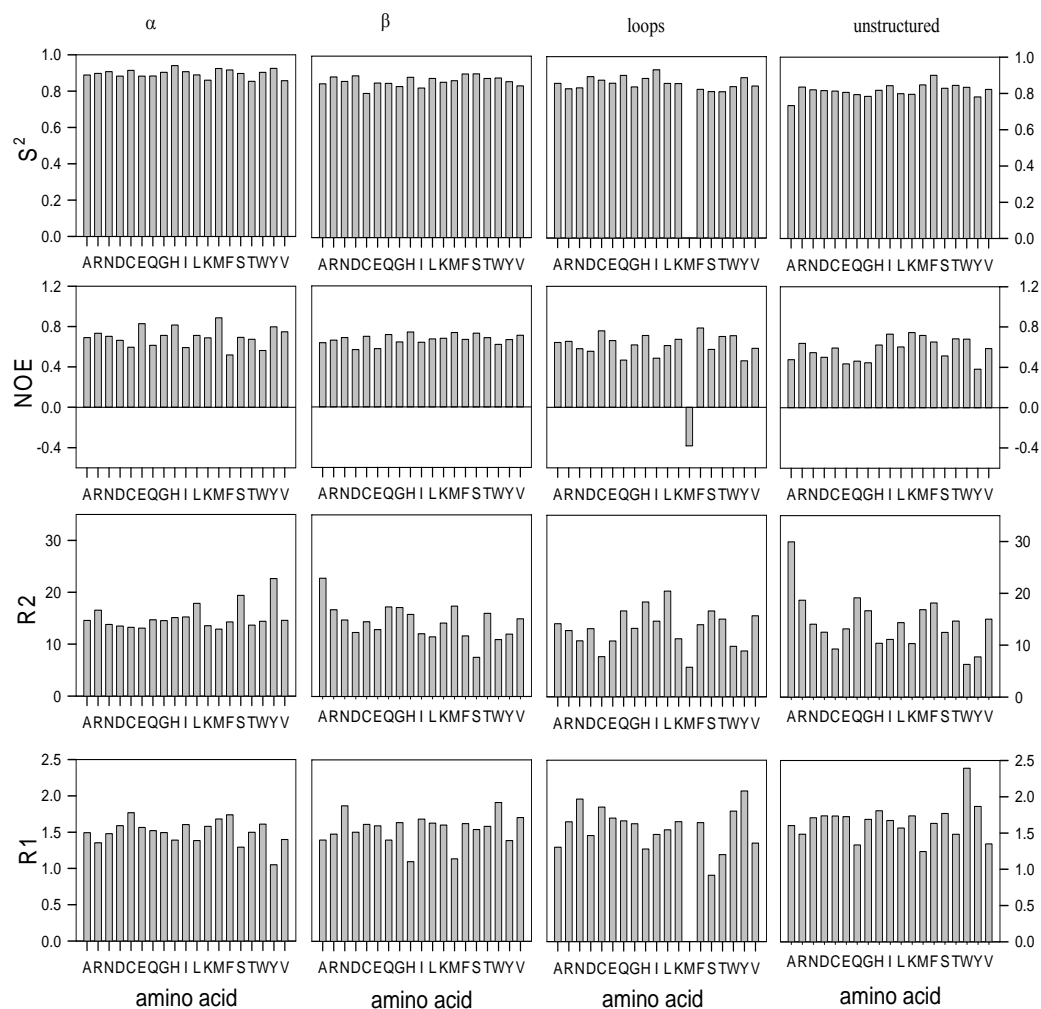 α β loops unstructured
1.0 1.0
0.8 0.8
0.6 0.6
S² 0.4 0.4
0.2 0.2
0.0 0.0
ARNDCEQGHILKMFSTWYV ARNDCEQGHILKMFSTWYV ARNDCEQGHILKMFSTWYV ARNDCEQGHILKMFSTWYV
1.2 1.2
0.8 0.8
NOE 0.4 0.4
0.0 0.0
-0.4 -0.4
ARNDCEQGHILKMFSTWYV ARNDCEQGHILKMFSTWYV ARNDCEQGHILKMFSTWYV ARNDCEQGHILKMFSTWYV
30 30
R2 20 20
10 10
0 0
ARNDCEQGHILKMFSTWYV ARNDCEQGHILKMFSTWYV ARNDCEQGHILKMFSTWYV ARNDCEQGHILKMFSTWYV
2.5 2.5
2.0 2.0
1.5 1.5
R1 1.0 1.0
0.5 0.5
0.0 0.0
ARNDCEQGHILKMFSTWYV ARNDCEQGHILKMFSTWYV ARNDCEQGHILKMFSTWYV ARNDCEQGHILKMFSTWYV
amino acid amino acid amino acid amino acid